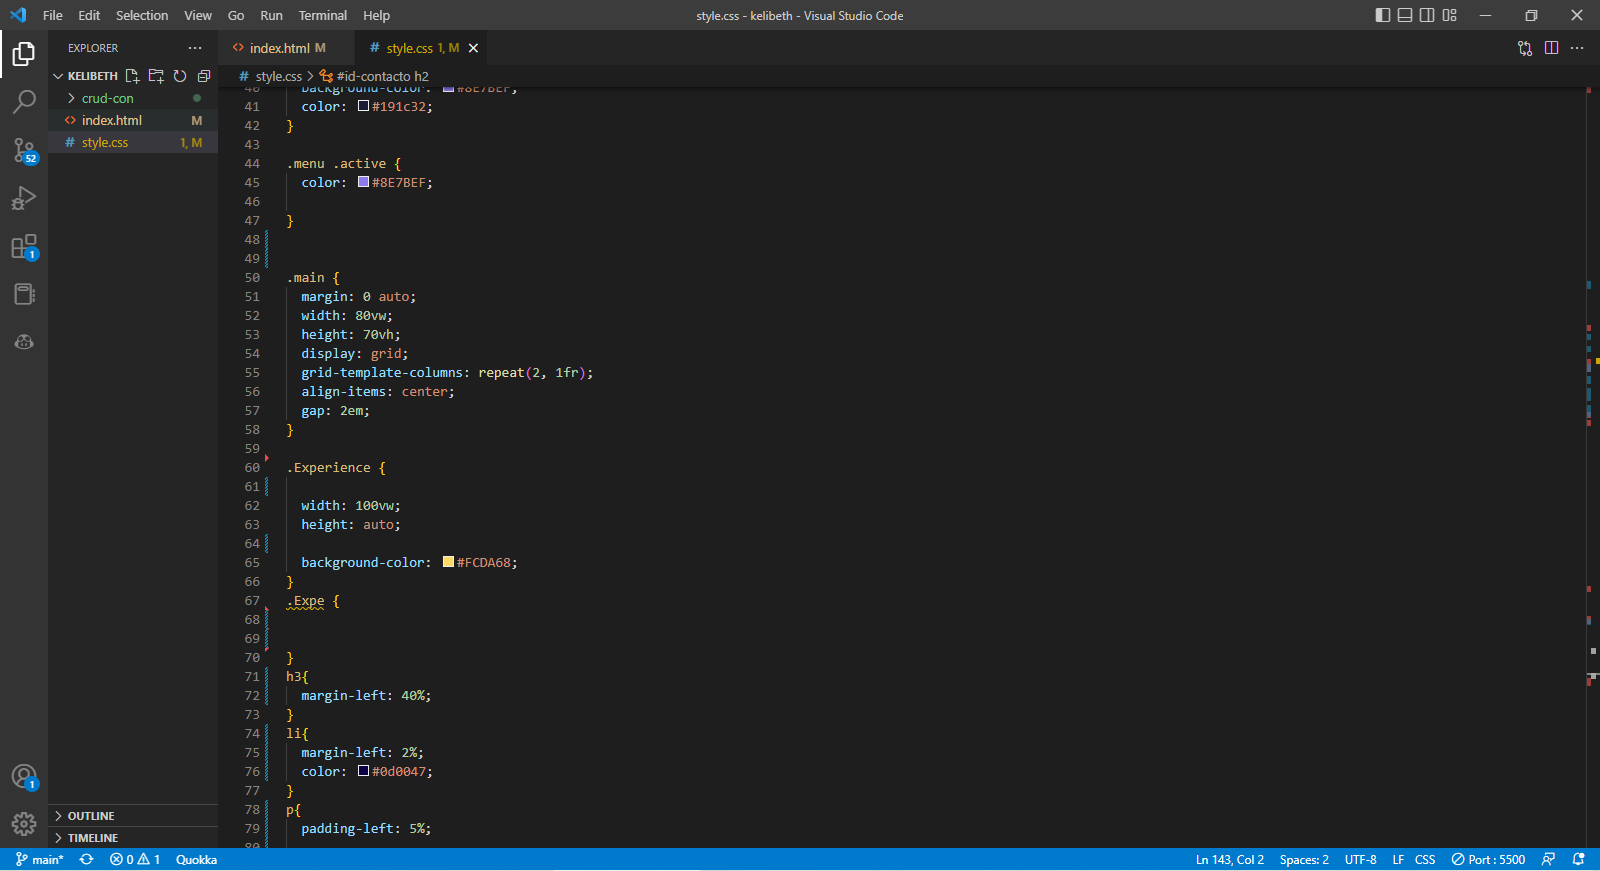 File Edit Selection View Go Run Terminal Help
style.css - kelibeth - Visual Studio Code
EXPLORER
KELIBETH
crud-con
index.html M
style.css 1, M
52
1
1
OUTLINE
TIMELINE
index.html M
style.css 1, M
style.css > #id-contacto h2
40 background-color: #8E7BEF;
41 color: #191c32;
42 }
43
44 .menu .active {
45 color: #8E7BEF;
46
47 }
48
49
50 .main {
51 margin: 0 auto;
52 width: 80vw;
53 height: 70vh;
54 display: grid;
55 grid-template-columns: repeat(2, 1fr);
56 align-items: center;
57 gap: 2em;
58 }
59
60 .Experience {
61
62 width: 100vw;
63 height: auto;
64
65 background-color: #FCDA68;
66 }
67 .Expe {
68
69
70 }
71 h3{
72 margin-left: 40%;
73 }
74 li{
75 margin-left: 2%;
76 color: #0d0047;
77 }
78 p{
79 padding-left: 5%;
80
main* 0 1 Quokka
Ln 143, Col 2 Spaces: 2 UTF-8 LF CSS Port : 5500